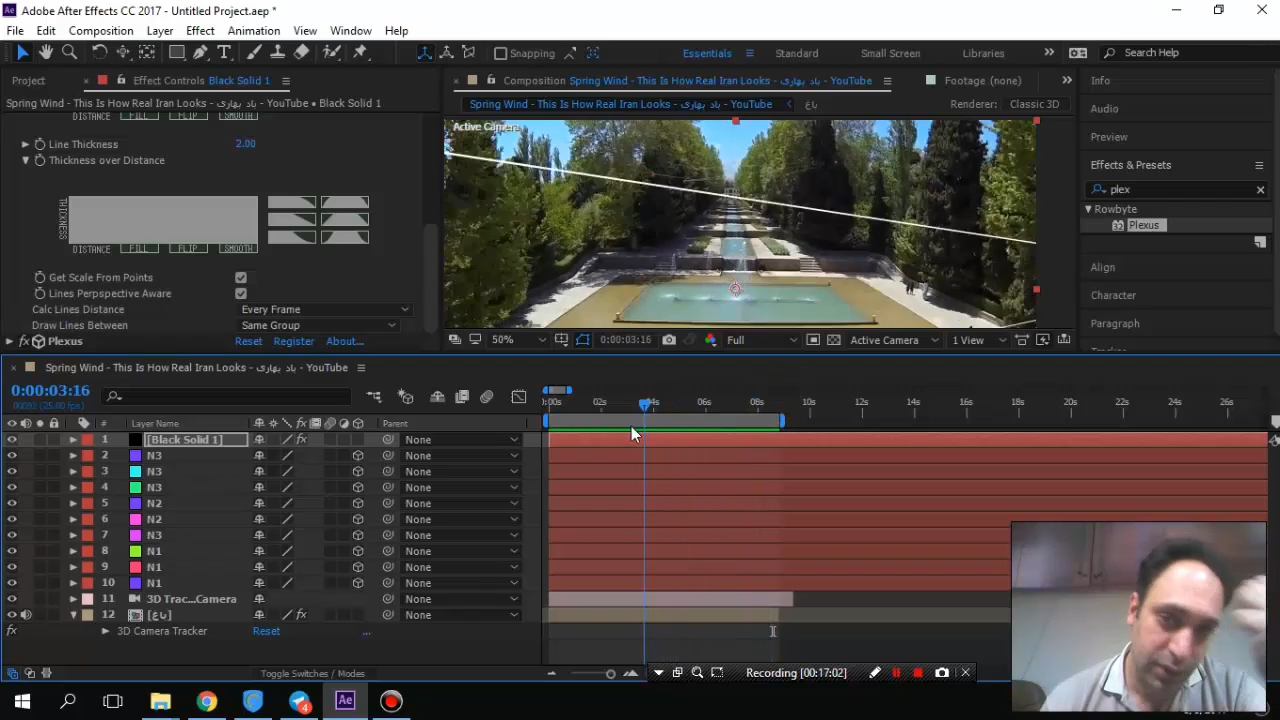 Adobe After Effects CC 2017 - Untitled Project.aep *
File Edit Composition Layer Effect Animation View Window Help
Snapping Essentials Standard Small Screen Libraries Search Help
Project Effect Controls Black Solid 1
Composition Spring Wind - This Is How Real Iran Looks - باد بهاری - YouTube
Footage (none)
Info
Spring Wind - This Is How Real Iran Looks - باد بهاری - YouTube • Black Solid 1
Spring Wind - This Is How Real Iran Looks - باد بهاری - YouTube
باغ
Renderer: Classic 3D
Audio
DISTANCE FILL FLIP SMOOTH
Active Camera
Preview
Line Thickness 2.00
Thickness over Distance
Effects & Presets
plex
Rowbyte
Plexus
THICKNESS
DISTANCE FILL FLIP SMOOTH
Align
Get Scale From Points
Lines Perpspective Aware
Character
Calc Lines Distance Every Frame
Draw Lines Between Same Group
Paragraph
Plexus Reset Register About...
50% 0:00:03:16 Full Active Camera 1 View
Spring Wind - This Is How Real Iran Looks - باد بهاری - YouTube
0:00:03:16
00092 (25.00 fps)
:00s 02s 04s 06s 08s 10s 12s 14s 16s 18s 20s 22s 24s 26s
# Layer Name Parent
1 [Black Solid 1] None
2 N3 None
3 N3 None
4 N3 None
5 N2 None
6 N2 None
7 N3 None
8 N1 None
9 N1 None
10 N1 None
11 3D Trac...Camera None
12 [باغ] None
3D Camera Tracker Reset ...
Toggle Switches / Modes
Recording [00:17:02]
4